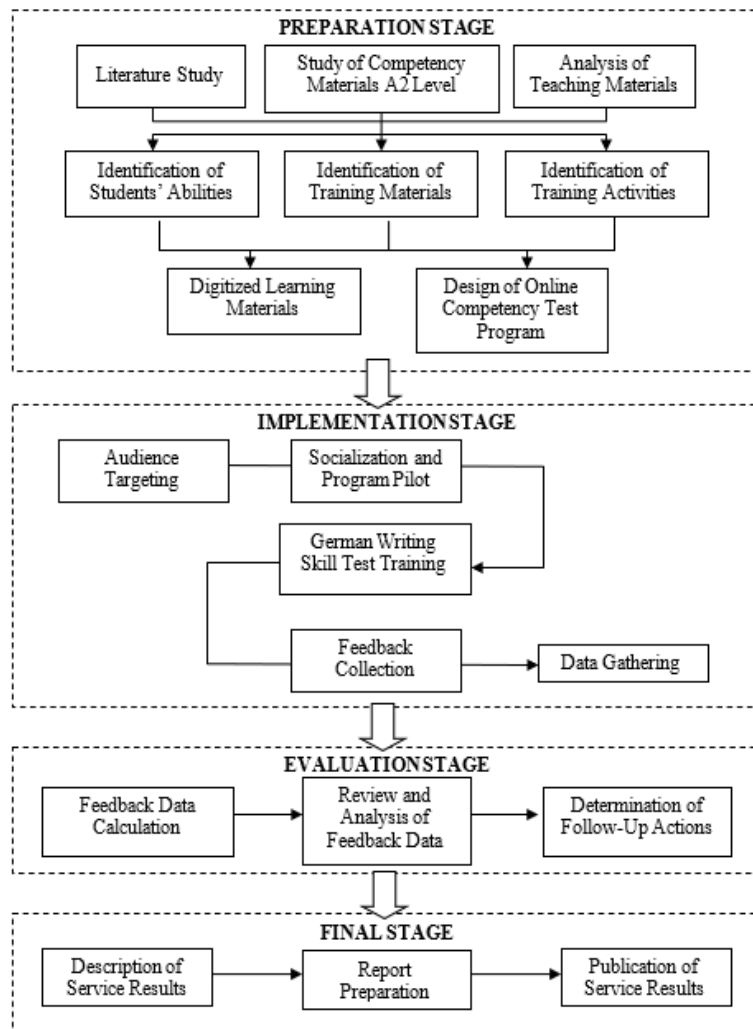 PREPARATION STAGE
Literature Study
Study of Competency
Materials A2 Level
Analysis of
Teaching Materials
Identification of
Students' Abilities
Identification of
Training Materials
Identification of
Training Activities
Digitized Learning
Materials
Design of Online
Competency Test
Program
IMPLEMENTATION STAGE
Audience
Targeting
Socialization and
Program Pilot
German Writing
Skill Test Training
Feedback
Collection
Data Gathering
EVALUATION STAGE
Feedback Data
Calculation
Review and
Analysis of
Feedback Data
Determination of
Follow-Up Actions
FINAL STAGE
Description of
Service Results
Report
Preparation
Publication of
Service Results